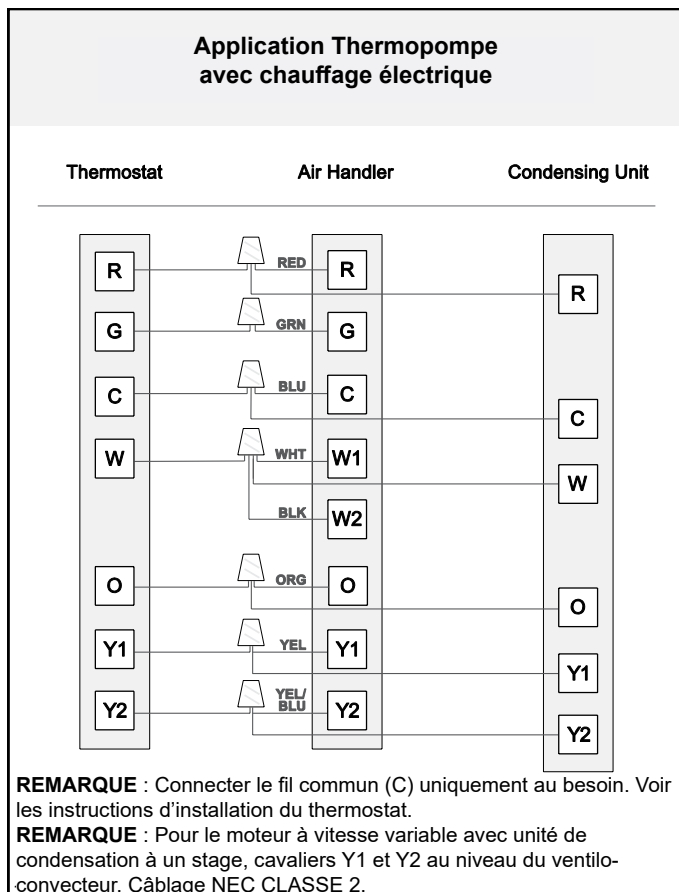 Application Thermopompe
avec chauffage électrique
Thermostat Air Handler Condensing Unit
R RED R
R
G GRN G
C BLU C
C
W WHT W1
W
BLK W2
O ORG O
O
Y1 YEL Y1
Y1
Y2 YEL/
BLU Y2
Y2
REMARQUE : Connecter le fil commun (C) uniquement au besoin. Voir
les instructions d’installation du thermostat.
REMARQUE : Pour le moteur à vitesse variable avec unité de
condensation à un stage, cavaliers Y1 et Y2 au niveau du ventilo-
convecteur. Câblage NEC CLASSE 2.